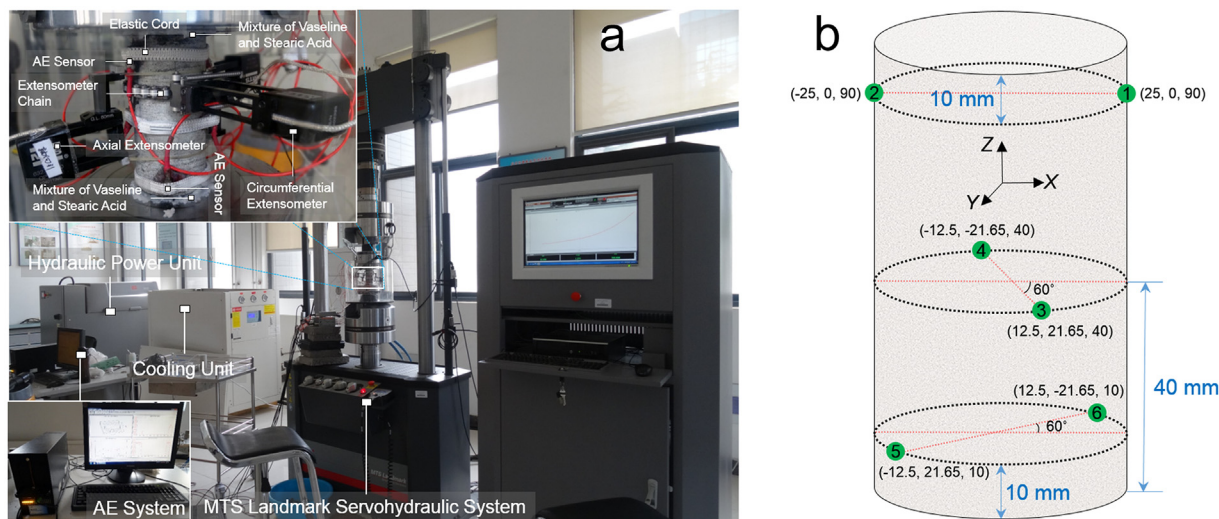 a
Elastic Cord
Mixture of Vaseline
and Stearic Acid
AE Sensor
Extensometer
Chain
Axial Extensometer
AE Sensor
Mixture of Vaseline
and Stearic Acid
Circumferential
Extensometer
Hydraulic Power Unit
Cooling Unit
AE System
MTS Landmark Servohydraulic System
b
(-25, 0, 90)
2
1
(25, 0, 90)
10 mm
Z
X
Y
(-12.5, -21.65, 40)
4
60°
3
(12.5, 21.65, 40)
40 mm
(12.5, -21.65, 10)
6
60°
5
(-12.5, 21.65, 10)
10 mm